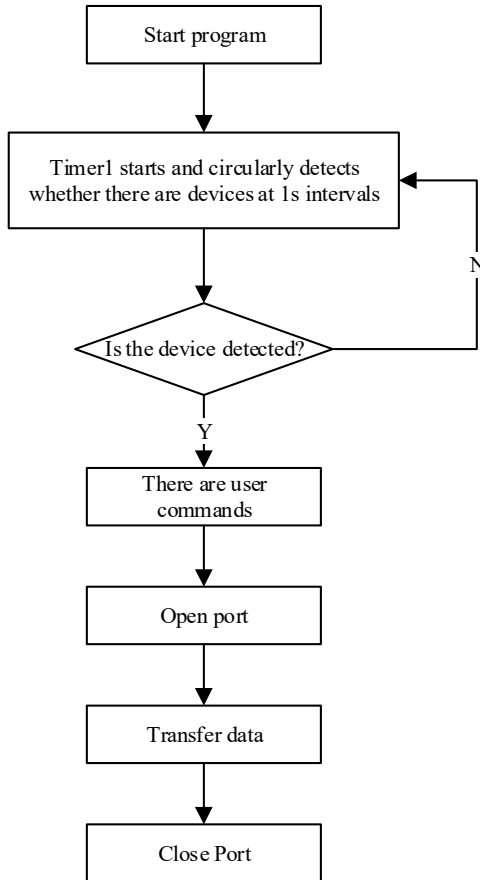 Start program
Timer1 starts and circularly detects
whether there are devices at 1s intervals
N
Is the device detected?
Y
There are user
commands
Open port
Transfer data
Close Port